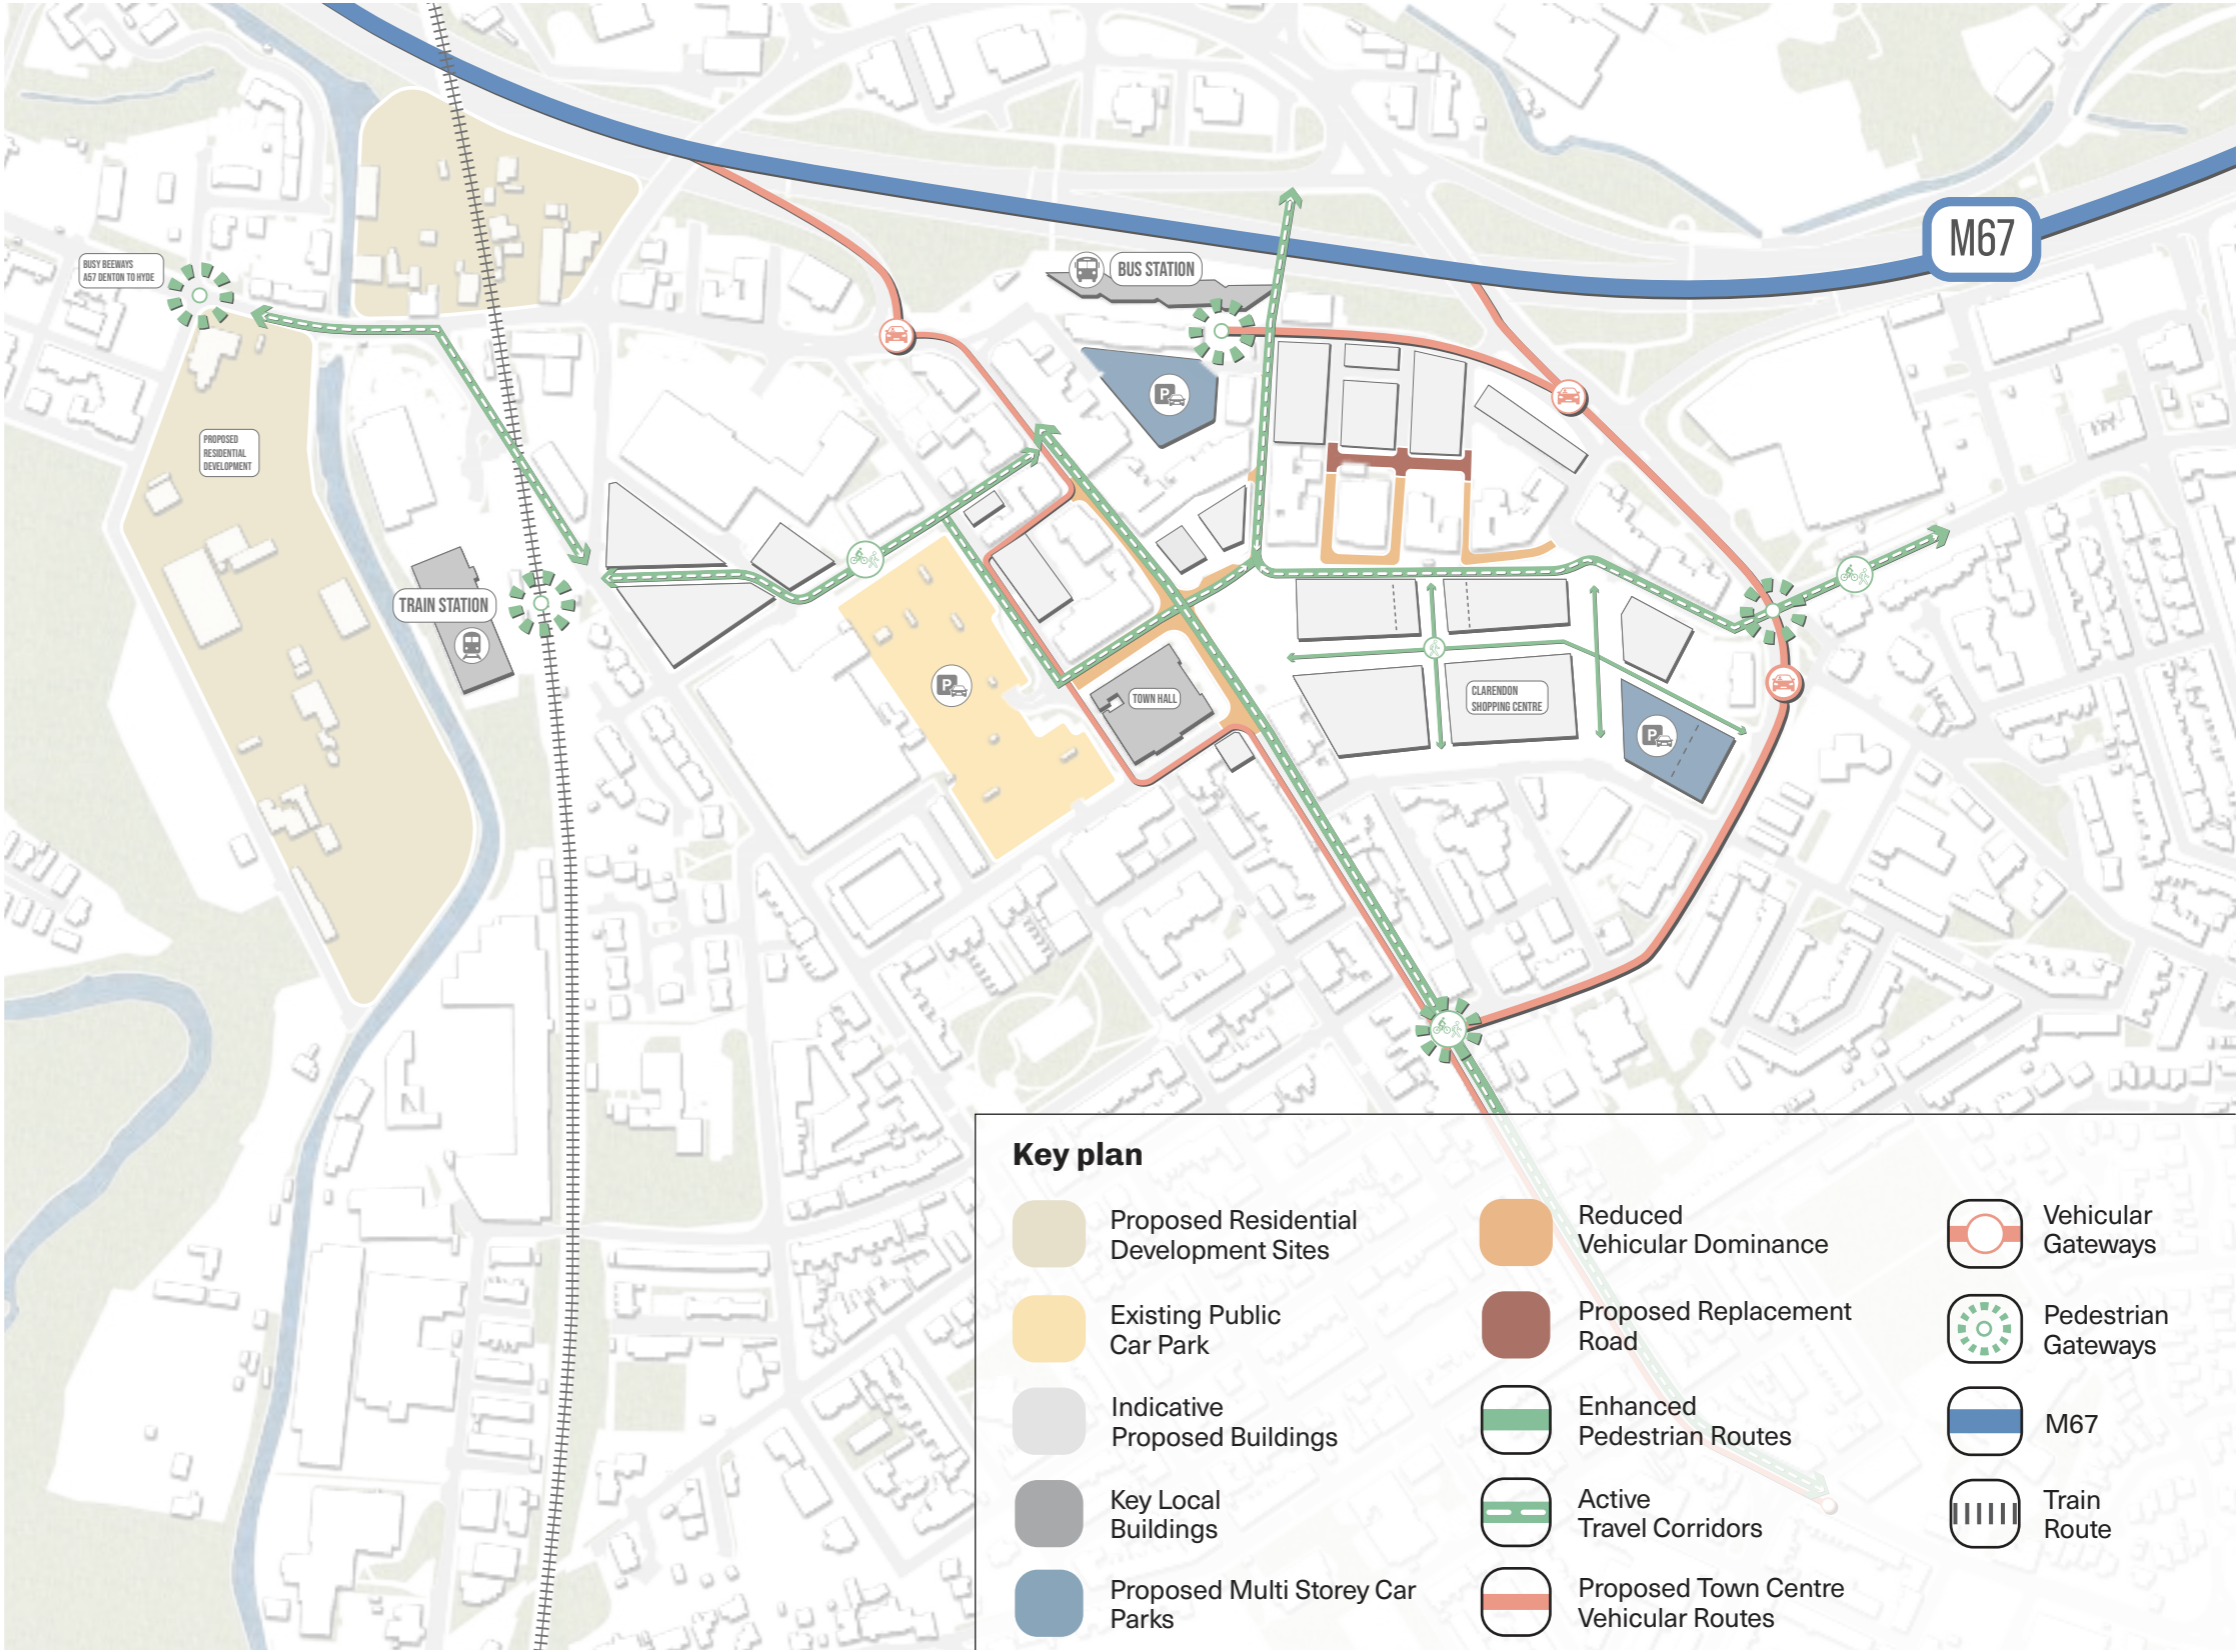 M67
BUSY BEEWAYS
A57 DENTON TO HYDE
BUS STATION
P
PROPOSED
RESIDENTIAL
DEVELOPMENT
TRAIN STATION
P
TOWN HALL
CLARENDON
SHOPPING CENTRE
P
Key plan
Proposed Residential
Development Sites
Existing Public
Car Park
Indicative
Proposed Buildings
Key Local
Buildings
Proposed Multi Storey Car
Parks
Reduced
Vehicular Dominance
Proposed Replacement
Road
Enhanced
Pedestrian Routes
Active
Travel Corridors
Proposed Town Centre
Vehicular Routes
Vehicular
Gateways
Pedestrian
Gateways
M67
Train
Route